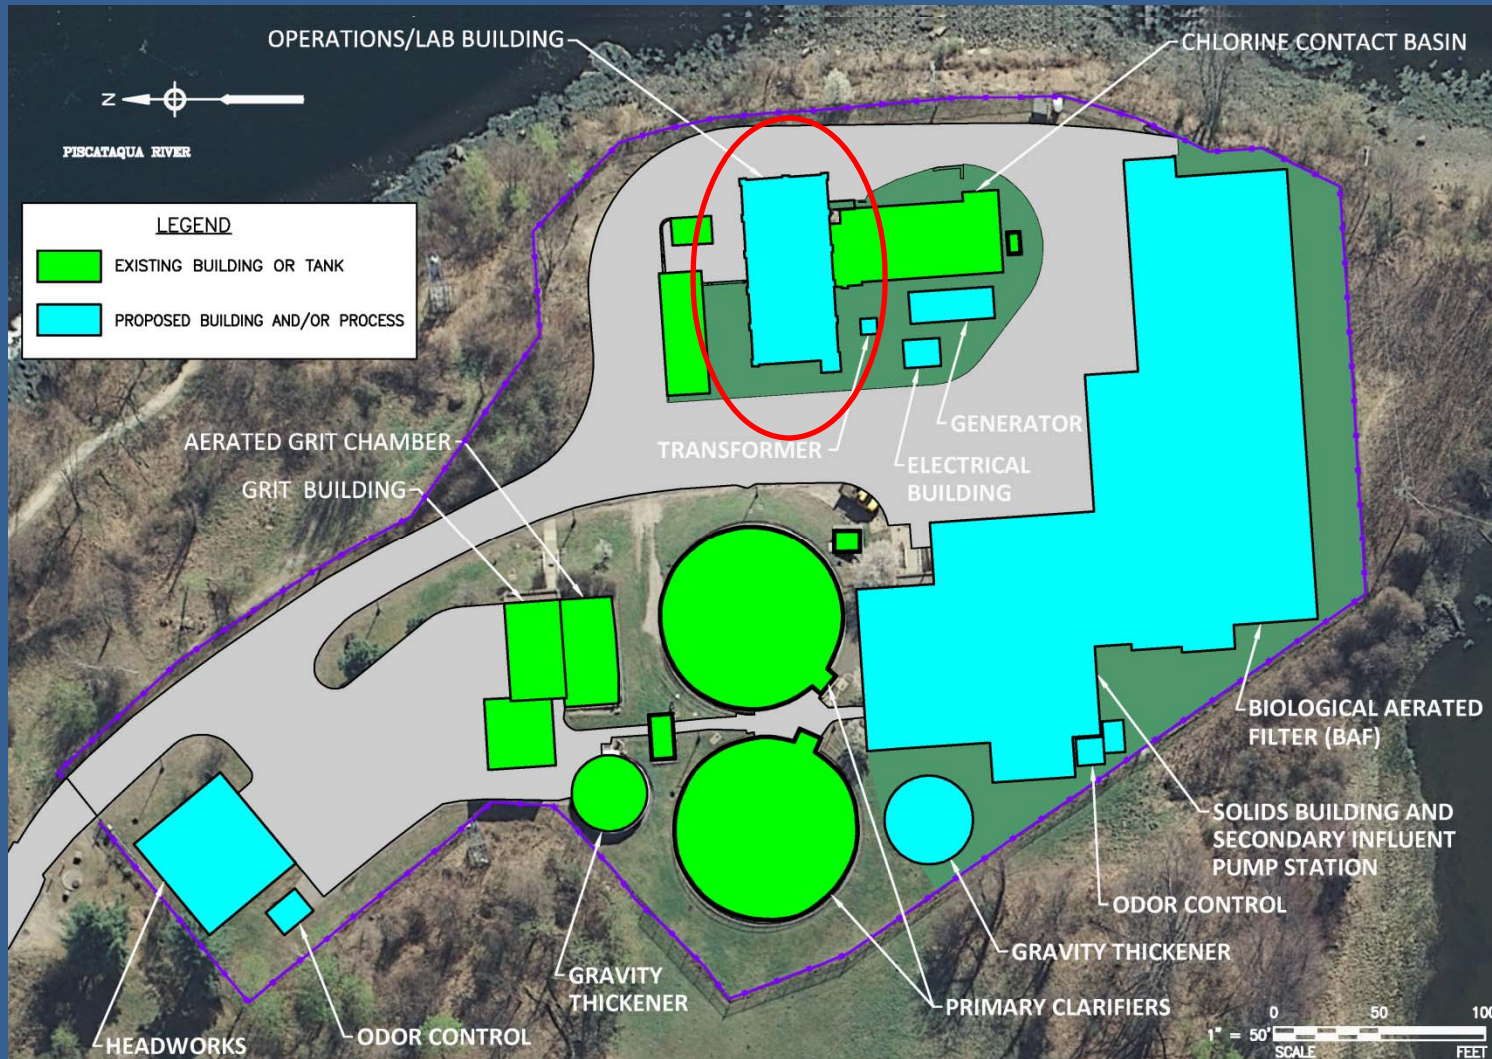 OPERATIONS/LAB BUILDING
CHLORINE CONTACT BASIN
N
PISCATAQUA RIVER
LEGEND
EXISTING BUILDING OR TANK
PROPOSED BUILDING AND/OR PROCESS
AERATED GRIT CHAMBER
GRIT BUILDING
TRANSFORMER
GENERATOR
ELECTRICAL
BUILDING
BIOLOGICAL AERATED
FILTER (BAF)
SOLIDS BUILDING AND
SECONDARY INFLUENT
PUMP STATION
ODOR CONTROL
GRAVITY THICKENER
GRAVITY
THICKENER
PRIMARY CLARIFIERS
ODOR CONTROL
HEADWORKS
0 50 100
1" = 50'
SCALE FEET